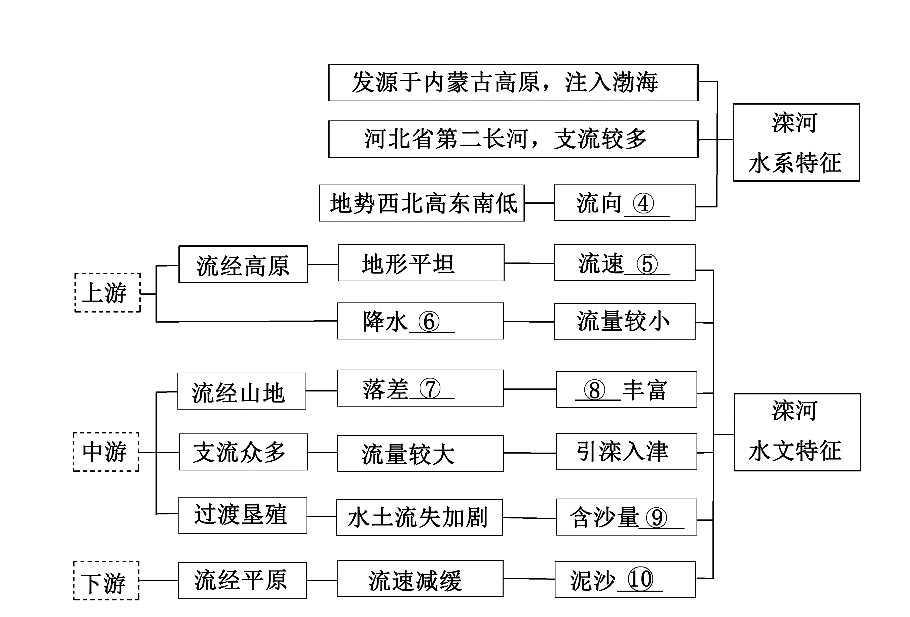 发源于内蒙古高原，注入渤海
河北省第二长河，支流较多
滦河
水系特征
地势西北高东南低
流向④
上游
流经高原
地形平坦
流速⑤
降水⑥
流量较小
中游
流经山地
落差⑦
⑧丰富
支流众多
流量较大
引滦入津
过渡垦殖
水土流失加剧
含沙量⑨
滦河
水文特征
下游
流经平原
流速减缓
泥沙⑩